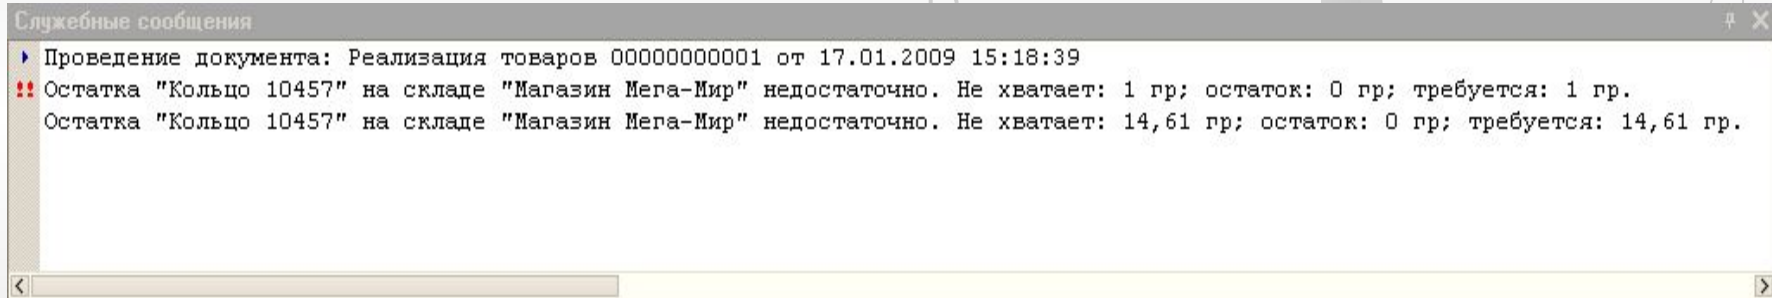 Служебные сообщения
Проведение документа: Реализация товаров 00000000001 от 17.01.2009 15:18:39
!! Остатка "Кольцо 10457" на складе "Магазин Мега-Мир" недостаточно. Не хватает: 1 гр; остаток: 0 гр; требуется: 1 гр.
Остатка "Кольцо 10457" на складе "Магазин Мега-Мир" недостаточно. Не хватает: 14,61 гр; остаток: 0 гр; требуется: 14,61 гр.